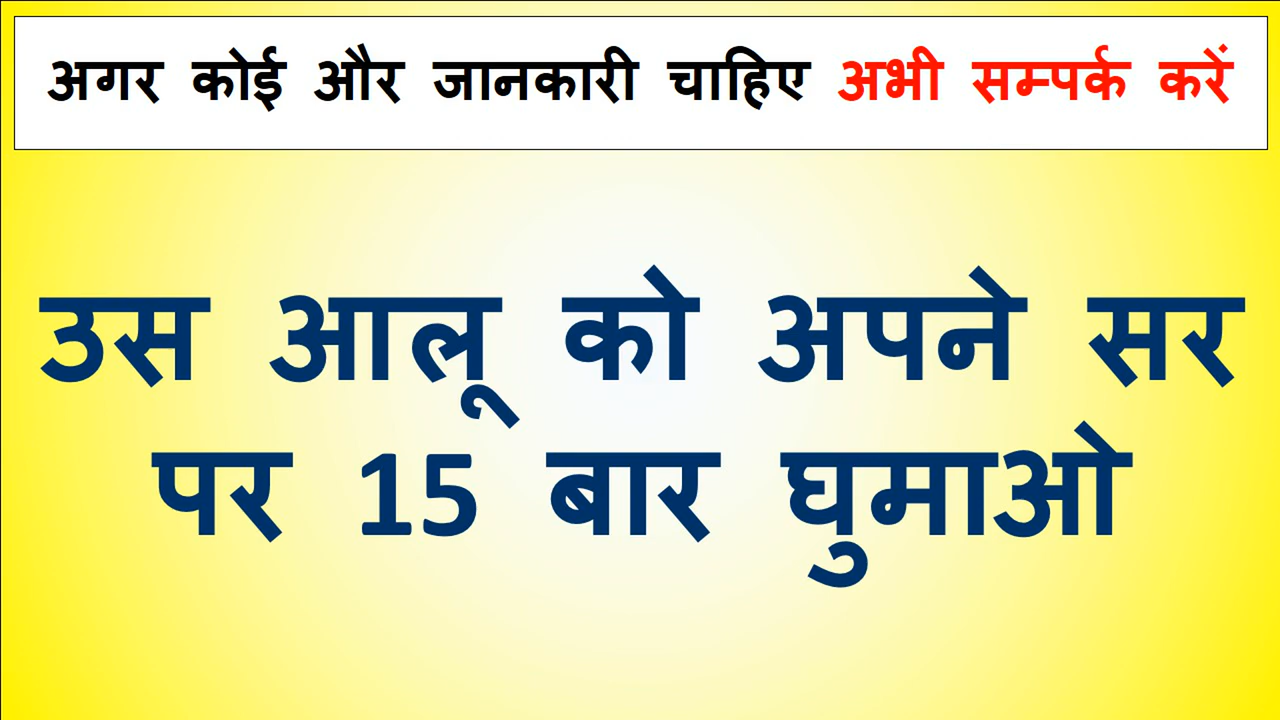 अगर कोई और जानकारी चाहिए अभी सम्पर्क करें
उस आलू को अपने सर
पर 15 बार घुमाओ